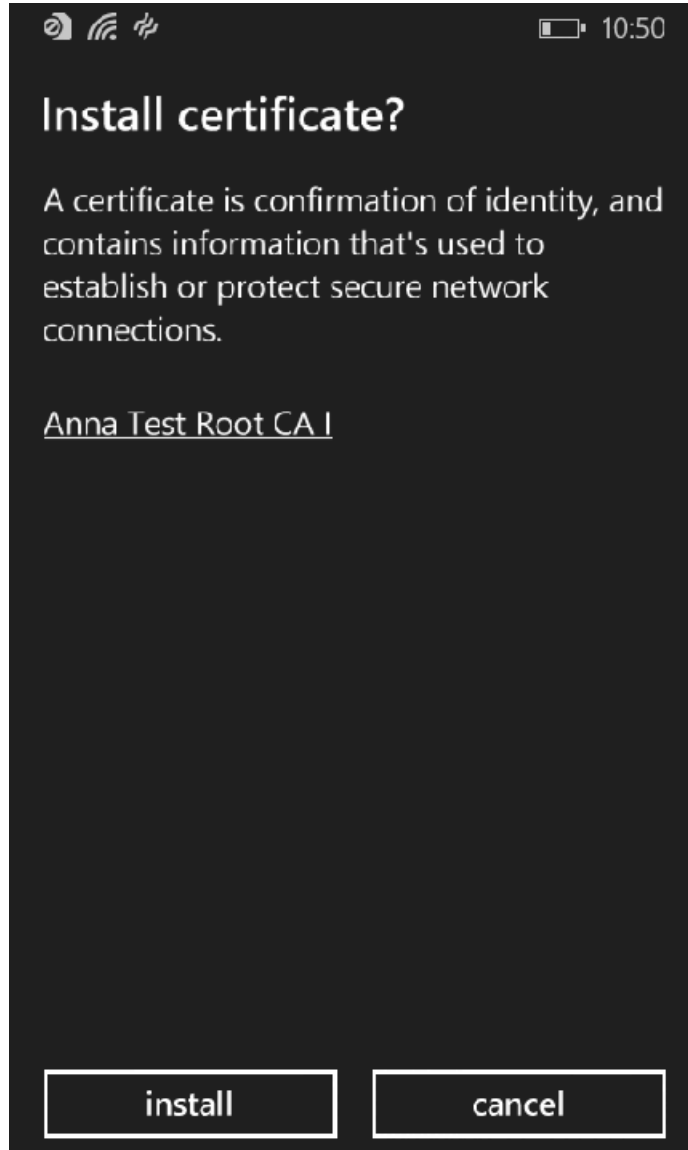 10:50
Install certificate?
A certificate is confirmation of identity, and
contains information that's used to
establish or protect secure network
connections.
Anna Test Root CA I
install
cancel